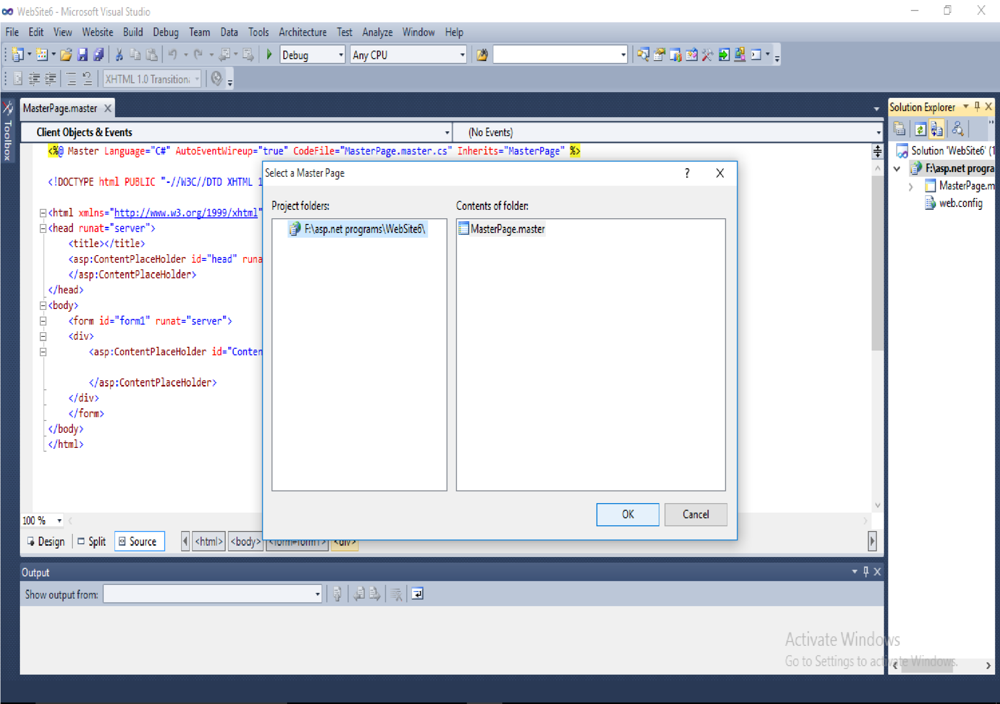 WebSite6 - Microsoft Visual Studio
File Edit View Website Build Debug Team Data Tools Architecture Test Analyze Window Help
Debug Any CPU
XHTML 1.0 Transition
Toolbox
MasterPage.master
Client Objects & Events (No Events)
<%@ Master Language="C#" AutoEventWireup="true" CodeFile="MasterPage.master.cs" Inherits="MasterPage" %>
<!DOCTYPE html PUBLIC "-//W3C//DTD XHTML 1
<html xmlns="http://www.w3.org/1999/xhtml"
<head runat="server">
<title></title>
<asp:ContentPlaceHolder id="head" runa
</asp:ContentPlaceHolder>
</head>
<body>
<form id="form1" runat="server">
<div>
<asp:ContentPlaceHolder id="Conten
</asp:ContentPlaceHolder>
</div>
</form>
</body>
</html>
Select a Master Page ? X
Project folders: Contents of folder:
F:\asp.net programs\WebSite6\ MasterPage.master
OK Cancel
100 %
Design Split Source <html> <body> <form#form1> <div>
Output
Show output from:
Solution Explorer
Solution 'WebSite6' (1
F:\asp.net progra
MasterPage.m
web.config
Activate Windows
Go to Settings to activate Windows.